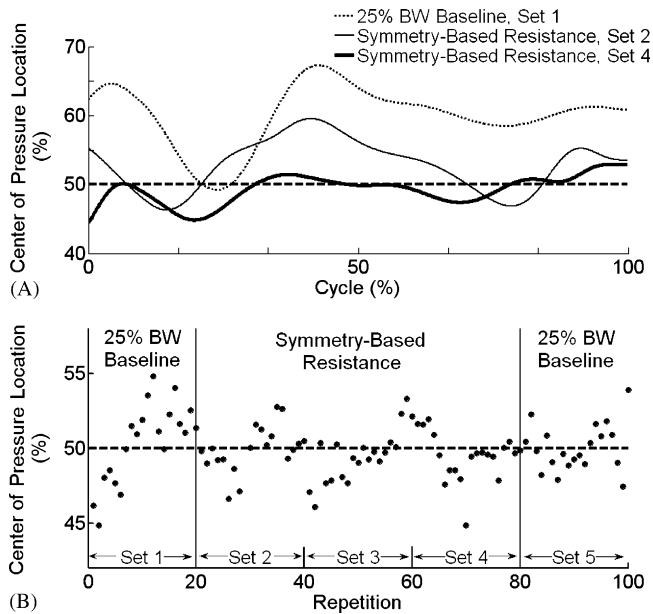 (A)
25% BW Baseline, Set 1
Symmetry-Based Resistance, Set 2
Symmetry-Based Resistance, Set 4
Center of Pressure Location
(%)
70
60
50
40
0
50
100
Cycle (%)
(B)
25% BW
Baseline
Symmetry-Based
Resistance
25% BW
Baseline
Center of Pressure Location
(%)
55
50
45
Set 1
Set 2
Set 3
Set 4
Set 5
0
20
40
60
80
100
Repetition